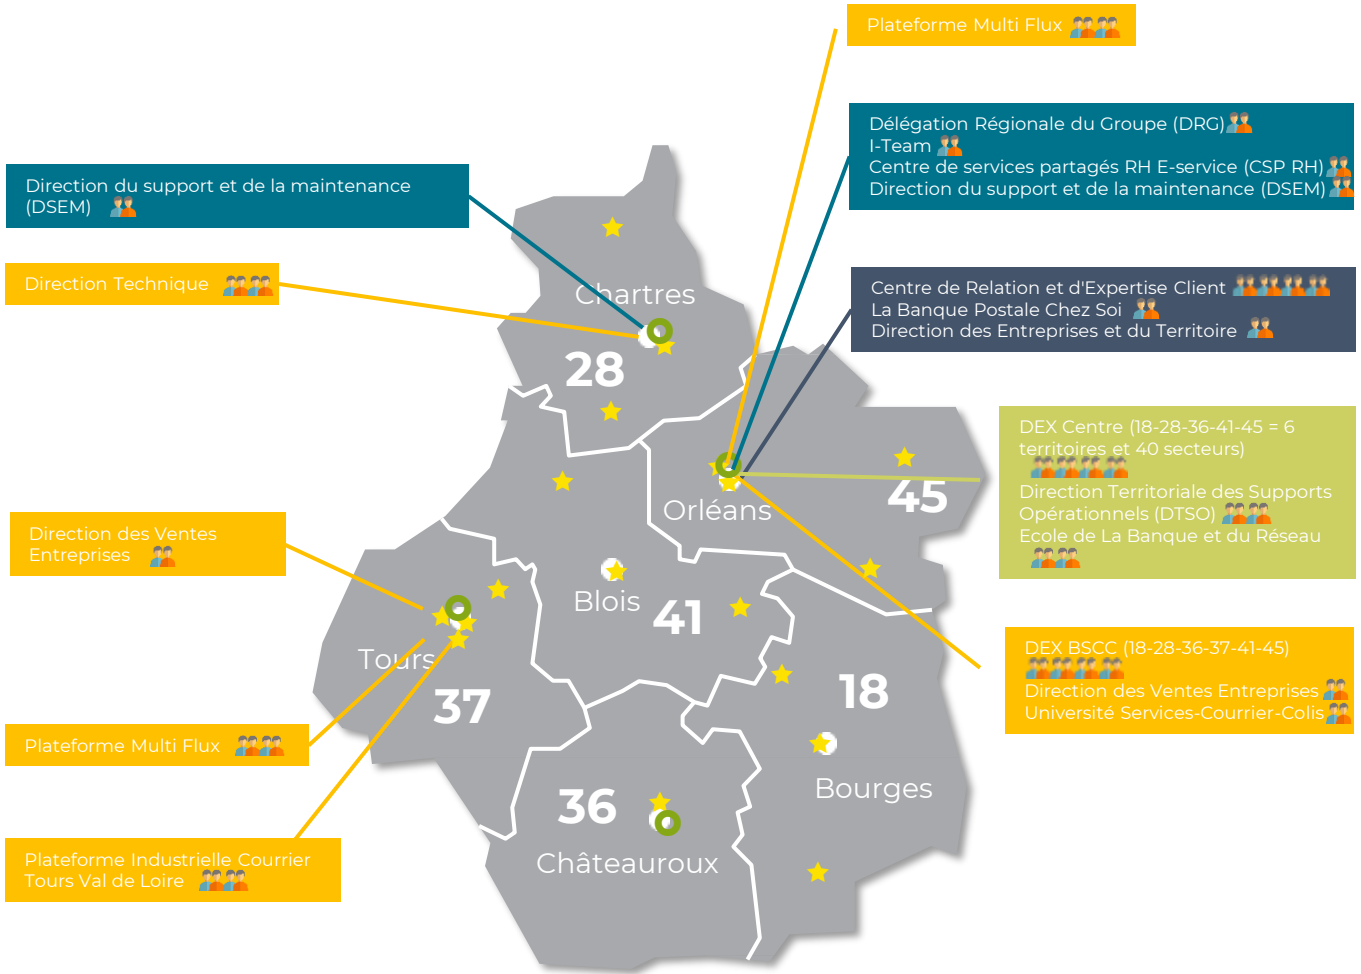 Plateforme Multi Flux
Délégation Régionale du Groupe (DRG)
I-Team
Centre de services partagés RH E-service (CSP RH)
Direction du support et de la maintenance (DSEM)
Direction du support et de la maintenance
(DSEM)
Direction Technique
Centre de Relation et d'Expertise Client
La Banque Postale Chez Soi
Direction des Entreprises et du Territoire
Chartres
28
DEX Centre (18-28-36-41-45 = 6
territoires et 40 secteurs)
Direction Territoriale des Supports
Opérationnels (DTSO)
Ecole de La Banque et du Réseau
45
Orléans
Direction des Ventes
Entreprises
Blois
41
Tours
37
18
Bourges
DEX BSCC (18-28-36-37-41-45)
Direction des Ventes Entreprises
Université Services-Courrier-Colis
Plateforme Multi Flux
36
Châteauroux
Plateforme Industrielle Courrier
Tours Val de Loire